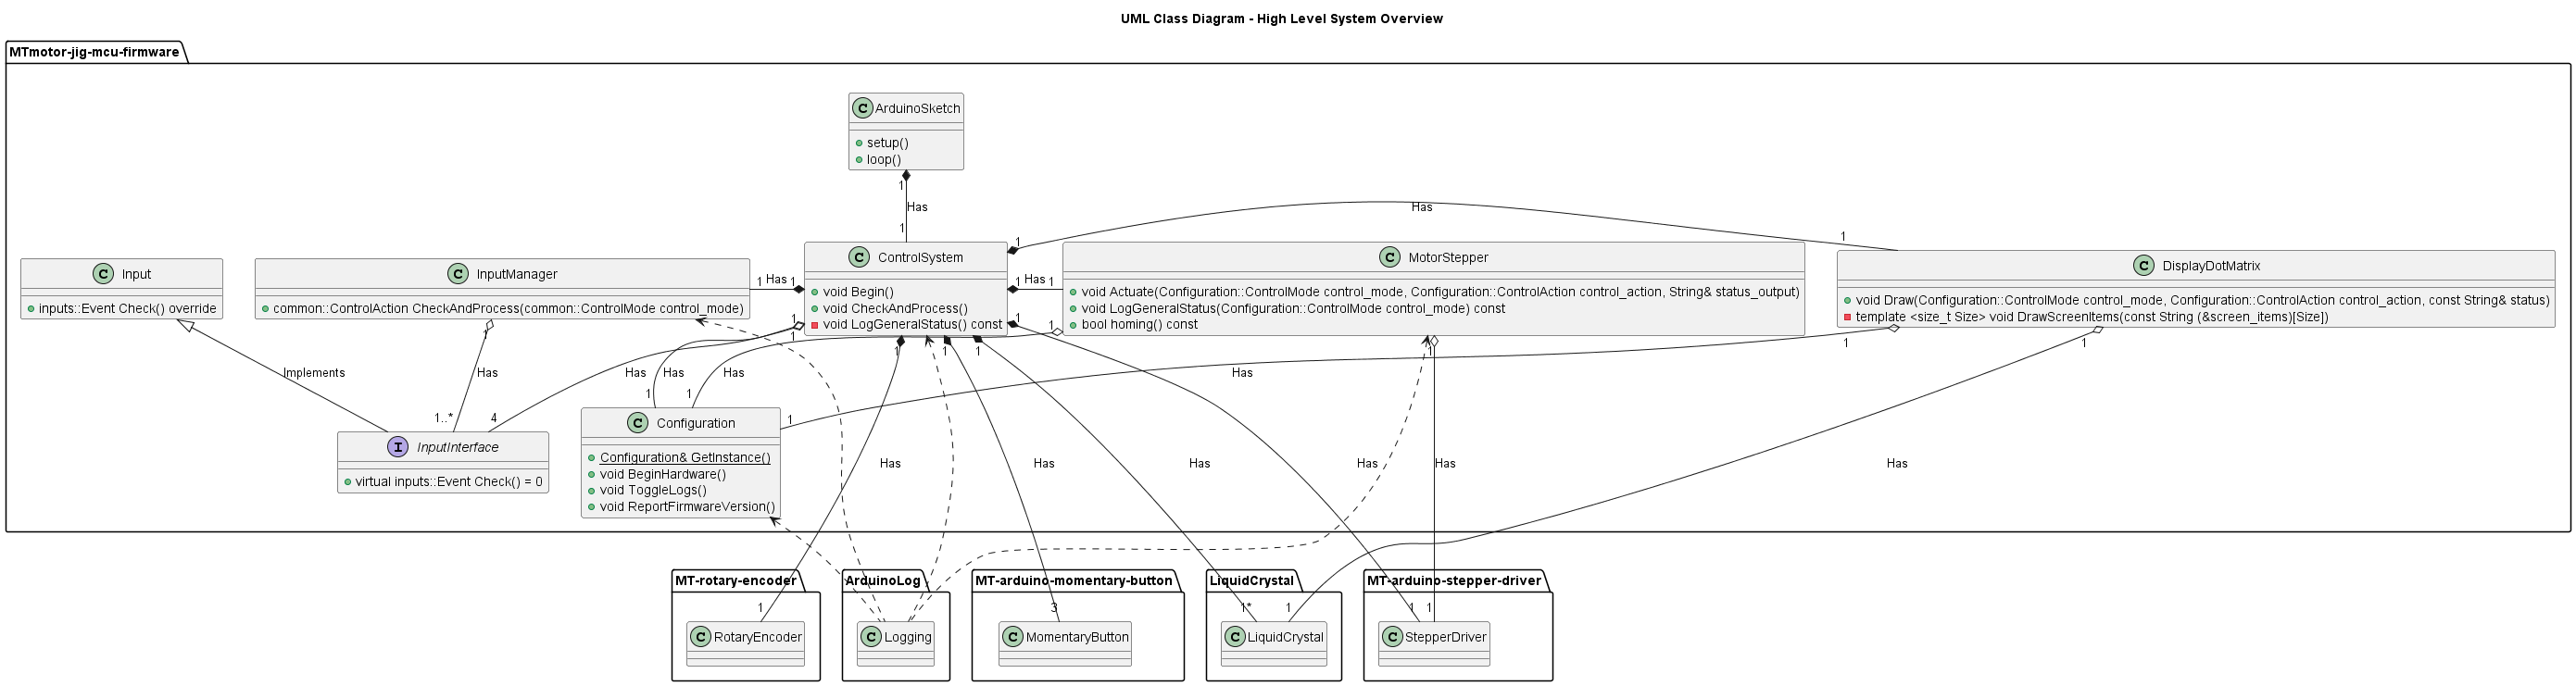 UML Class Diagram - High Level System Overview
MTmotor-jig-mcu-firmware
C ArduinoSketch
setup()
loop()
1
Has
1
Has
1
1
C Input
inputs::Event Check() override
C InputManager
common::ControlAction CheckAndProcess(common::ControlMode control_mode)
1 Has 1
C ControlSystem
void Begin()
void CheckAndProcess()
void LogGeneralStatus() const
1 Has 1
C MotorStepper
void Actuate(Configuration::ControlMode control_mode, Configuration::ControlAction control_action, String& status_output)
void LogGeneralStatus(Configuration::ControlMode control_mode) const
bool homing() const
C DisplayDotMatrix
void Draw(Configuration::ControlMode control_mode, Configuration::ControlAction control_action, const String& status)
template <size_t Size> void DrawScreenItems(const String (&screen_items)[Size])
1
1
1
1
1
1
1
1
1
1
1
Implements
Has
Has
Has
Has
Has
1..*
4
1
1
1
I InputInterface
virtual inputs::Event Check() = 0
C Configuration
Configuration& GetInstance()
void BeginHardware()
void ToggleLogs()
void ReportFirmwareVersion()
Has
Has
Has
Has
Has
Has
MT-rotary-encoder
1
C RotaryEncoder
ArduinoLog
C Logging
MT-arduino-momentary-button
3
C MomentaryButton
LiquidCrystal
1*
1
C LiquidCrystal
MT-arduino-stepper-driver
1
1
C StepperDriver